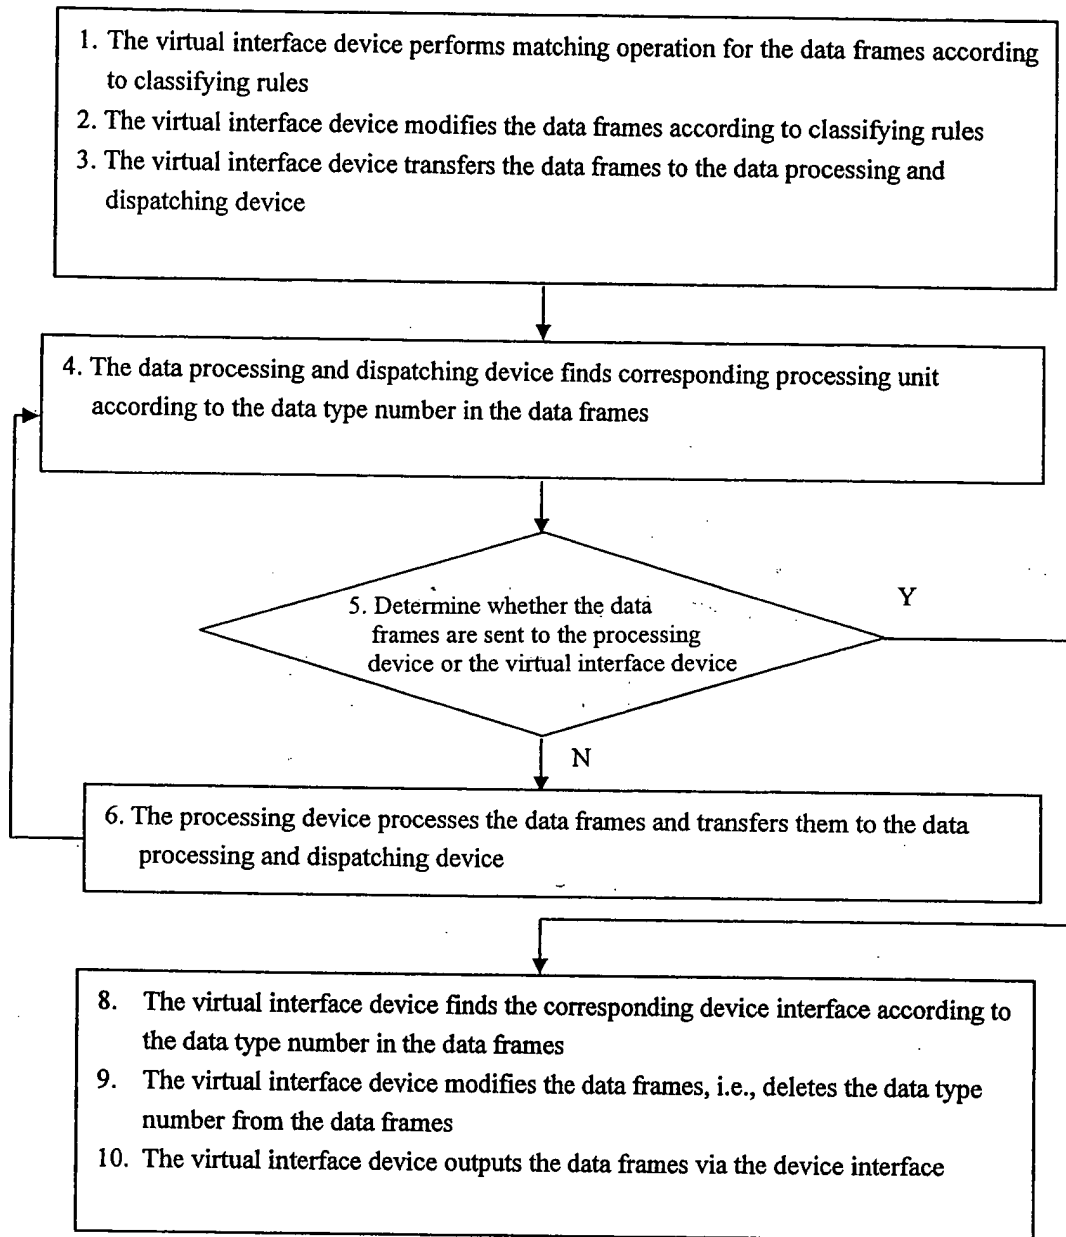 1. The virtual interface device performs matching operation for the data frames according
to classifying rules
2. The virtual interface device modifies the data frames according to classifying rules
3. The virtual interface device transfers the data frames to the data processing and
dispatching device
4. The data processing and dispatching device finds corresponding processing unit
according to the data type number in the data frames
5. Determine whether the data
frames are sent to the processing
device or the virtual interface device
Y
N
6. The processing device processes the data frames and transfers them to the data
processing and dispatching device
8. The virtual interface device finds the corresponding device interface according to
the data type number in the data frames
9. The virtual interface device modifies the data frames, i.e., deletes the data type
number from the data frames
10. The virtual interface device outputs the data frames via the device interface